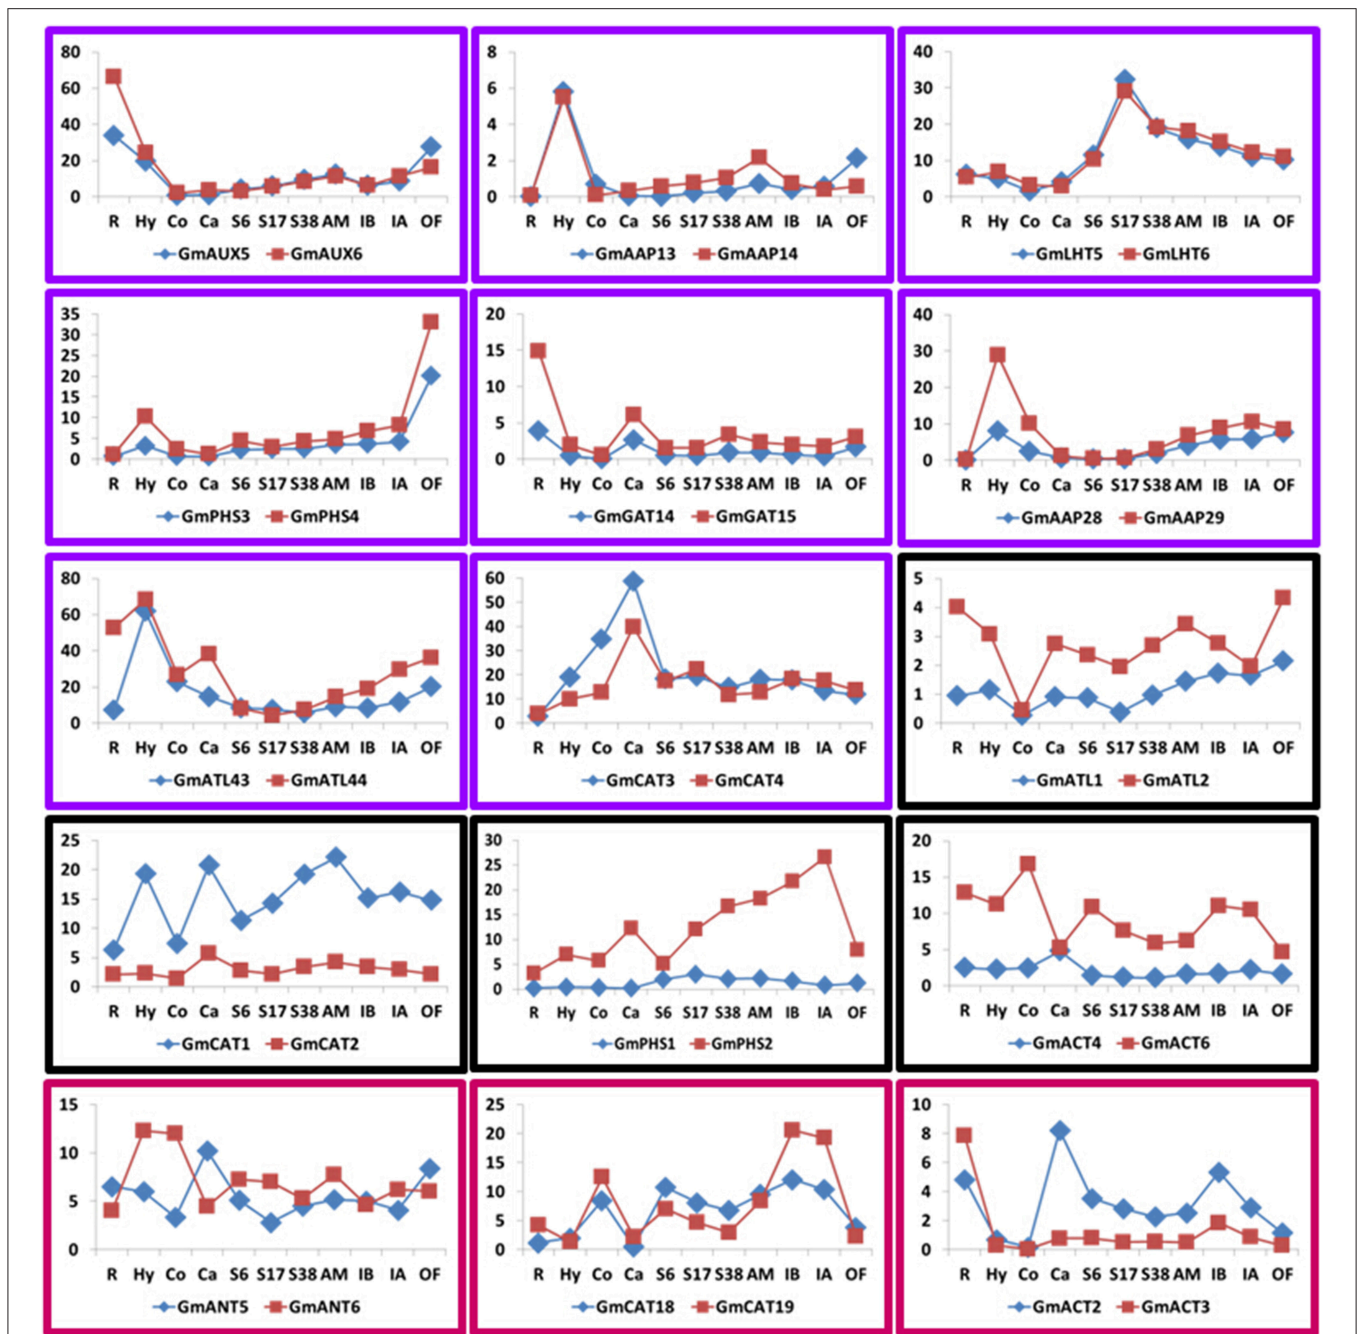 80
60
40
20
0
R Hy Co Ca S6 S17 S38 AM IB IA OF
GmAUX5 GmAUX6
8
6
4
2
0
R Hy Co Ca S6 S17 S38 AM IB IA OF
GmAAP13 GmAAP14
40
30
20
10
0
R Hy Co Ca S6 S17 S38 AM IB IA OF
GmLHT5 GmLHT6
35
30
25
20
15
10
5
0
R Hy Co Ca S6 S17 S38 AM IB IA OF
GmPHS3 GmPHS4
20
15
10
5
0
R Hy Co Ca S6 S17 S38 AM IB IA OF
GmGAT14 GmGAT15
40
30
20
10
0
R Hy Co Ca S6 S17 S38 AM IB IA OF
GmAAP28 GmAAP29
80
60
40
20
0
R Hy Co Ca S6 S17 S38 AM IB IA OF
GmATL43 GmATL44
60
50
40
30
20
10
0
R Hy Co Ca S6 S17 S38 AM IB IA OF
GmCAT3 GmCAT4
5
4
3
2
1
0
R Hy Co Ca S6 S17 S38 AM IB IA OF
GmATL1 GmATL2
25
20
15
10
5
0
R Hy Co Ca S6 S17 S38 AM IB IA OF
GmCAT1 GmCAT2
30
25
20
15
10
5
0
R Hy Co Ca S6 S17 S38 AM IB IA OF
GmPHS1 GmPHS2
20
15
10
5
0
R Hy Co Ca S6 S17 S38 AM IB IA OF
GmACT4 GmACT6
15
10
5
0
R Hy Co Ca S6 S17 S38 AM IB IA OF
GmANT5 GmANT6
25
20
15
10
5
0
R Hy Co Ca S6 S17 S38 AM IB IA OF
GmCAT18 GmCAT19
10
8
6
4
2
0
R Hy Co Ca S6 S17 S38 AM IB IA OF
GmACT2 GmACT3